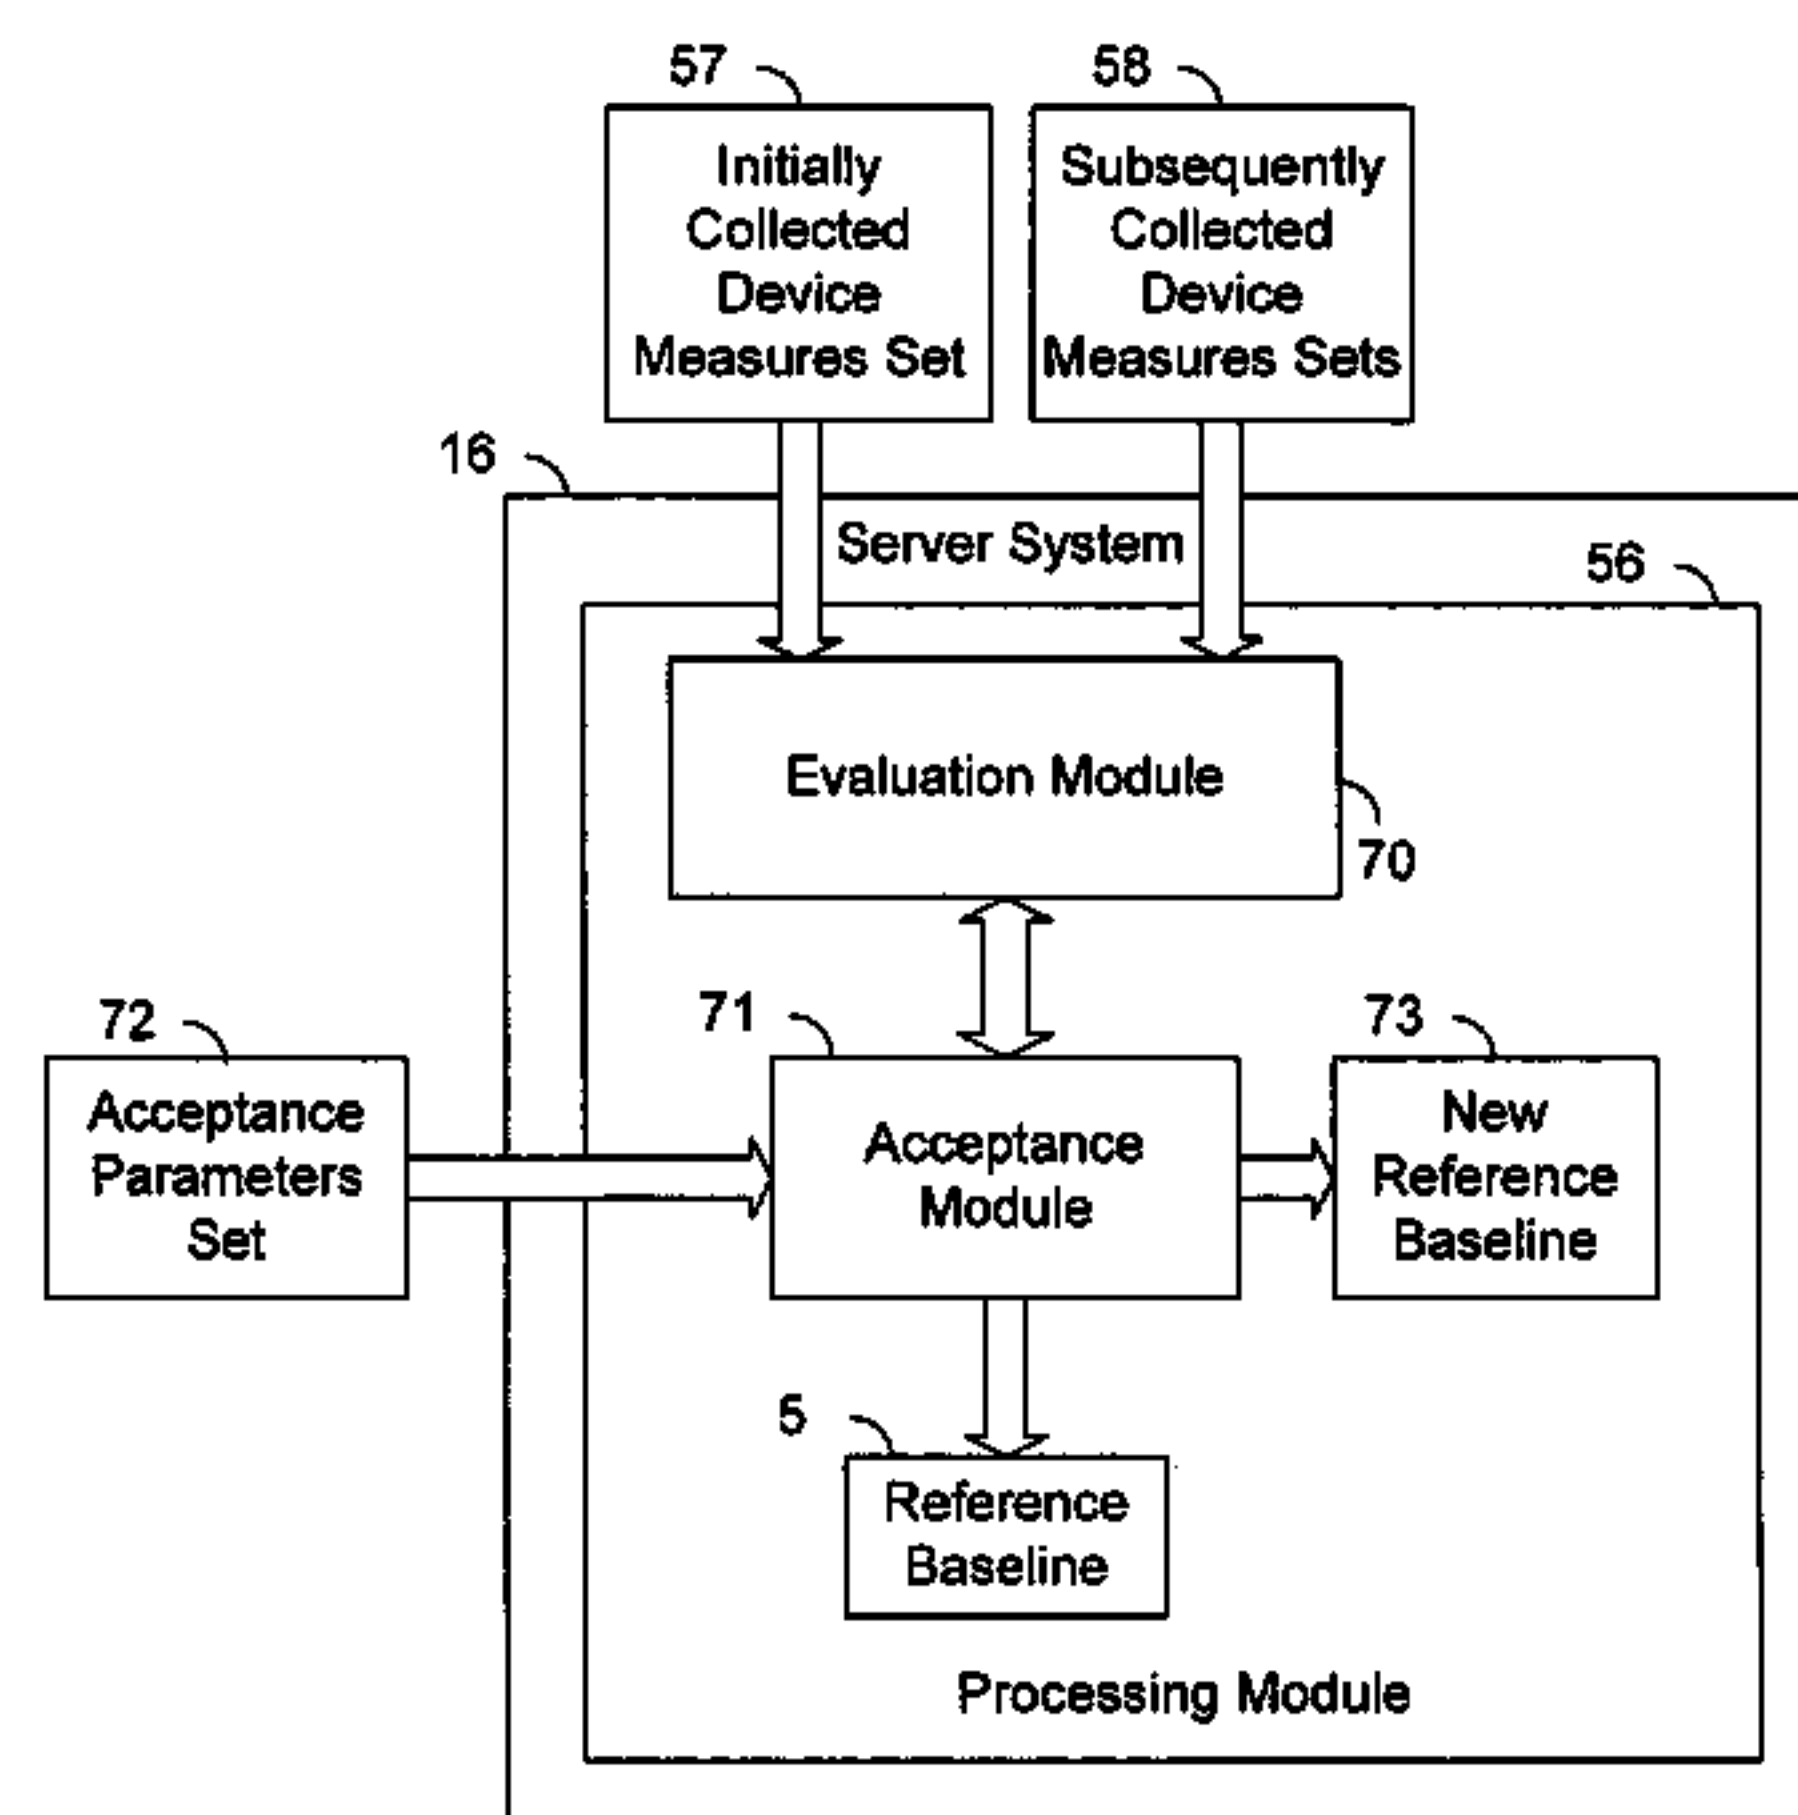 57
58
Initially
Collected
Device
Measures Set
Subsequently
Collected
Device
Measures Sets
16
Server System
56
Evaluation Module
70
72
71
73
Acceptance
Parameters
Set
Acceptance
Module
New
Reference
Baseline
5
Reference
Baseline
Processing Module